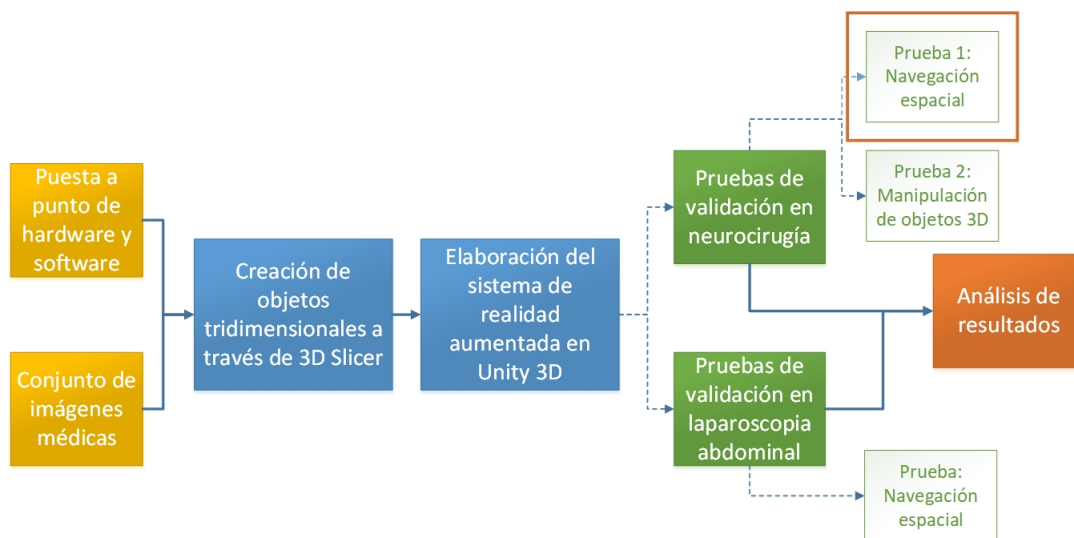 Puesta a
punto de
hardware y
software
Conjunto de
imágenes
médicas
Creación de
objetos
tridimensionales a
través de 3D Slicer
Elaboración del
sistema de
realidad
aumentada en
Unity 3D
Pruebas de
validación en
neurocirugía
Prueba 1:
Navegación
espacial
Prueba 2:
Manipulación
de objetos 3D
Pruebas de
validación en
laparoscopia
abdominal
Prueba:
Navegación
espacial
Análisis de
resultados